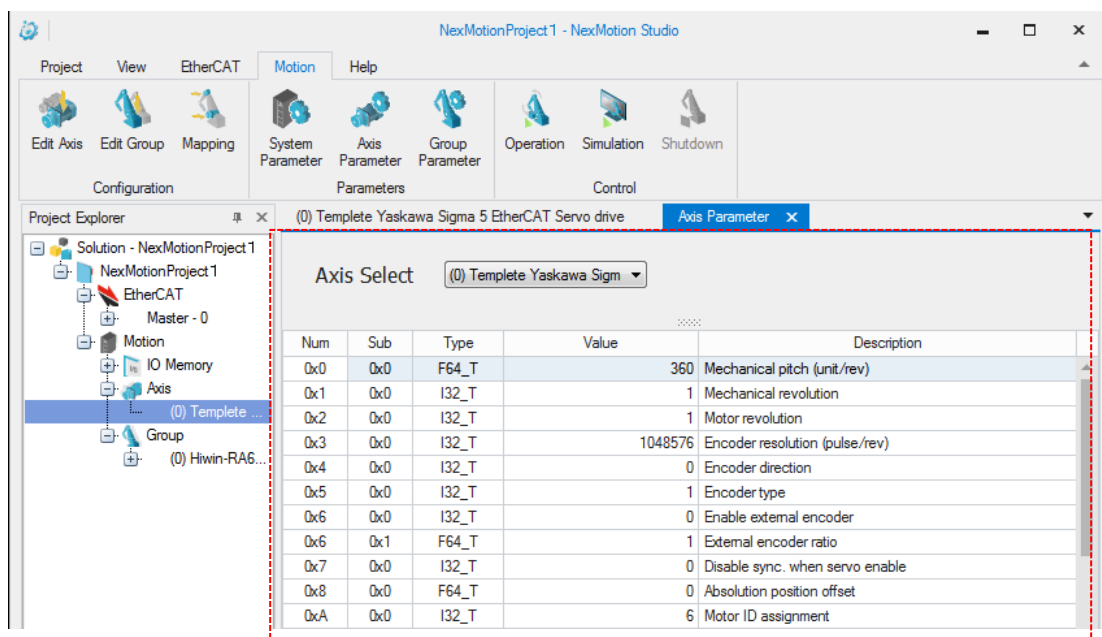 NexMotionProject1 - NexMotion Studio
Project View EtherCAT Motion Help
Edit Axis Edit Group Mapping System Parameter Axis Parameter Group Parameter Operation Simulation Shutdown
Configuration Parameters Control
Project Explorer
(0) Templete Yaskawa Sigma 5 EtherCAT Servo drive Axis Parameter
Solution - NexMotionProject1
NexMotionProject1
EtherCAT
Master - 0
Motion
IO Memory
Axis
(0) Templete ...
Group
(0) Hiwin-RA6...
Axis Select (0) Templete Yaskawa Sigm
Num Sub Type Value Description
0x0 0x0 F64_T 360 Mechanical pitch (unit/rev)
0x1 0x0 I32_T 1 Mechanical revolution
0x2 0x0 I32_T 1 Motor revolution
0x3 0x0 I32_T 1048576 Encoder resolution (pulse/rev)
0x4 0x0 I32_T 0 Encoder direction
0x5 0x0 I32_T 1 Encoder type
0x6 0x0 I32_T 0 Enable external encoder
0x6 0x1 F64_T 1 External encoder ratio
0x7 0x0 I32_T 0 Disable sync. when servo enable
0x8 0x0 F64_T 0 Absolution position offset
0xA 0x0 I32_T 6 Motor ID assignment